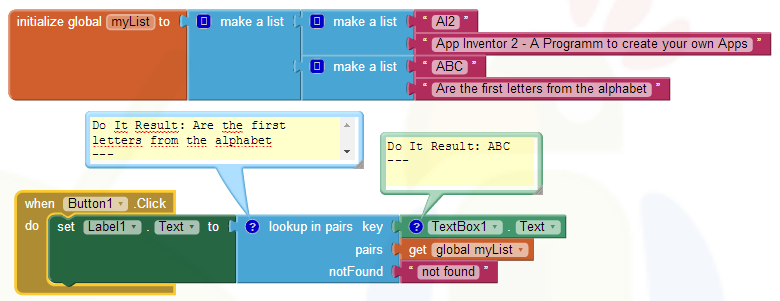 initialize global myList to make a list make a list " AI2 "
" App Inventor 2 - A Programm to create your own Apps "
make a list " ABC "
" Are the first letters from the alphabet "
Do It Result: Are the first
letters from the alphabet
---
Do It Result: ABC
---
when Button1 .Click
do set Label1 . Text to lookup in pairs key TextBox1 . Text
pairs get global myList
notFound " not found "